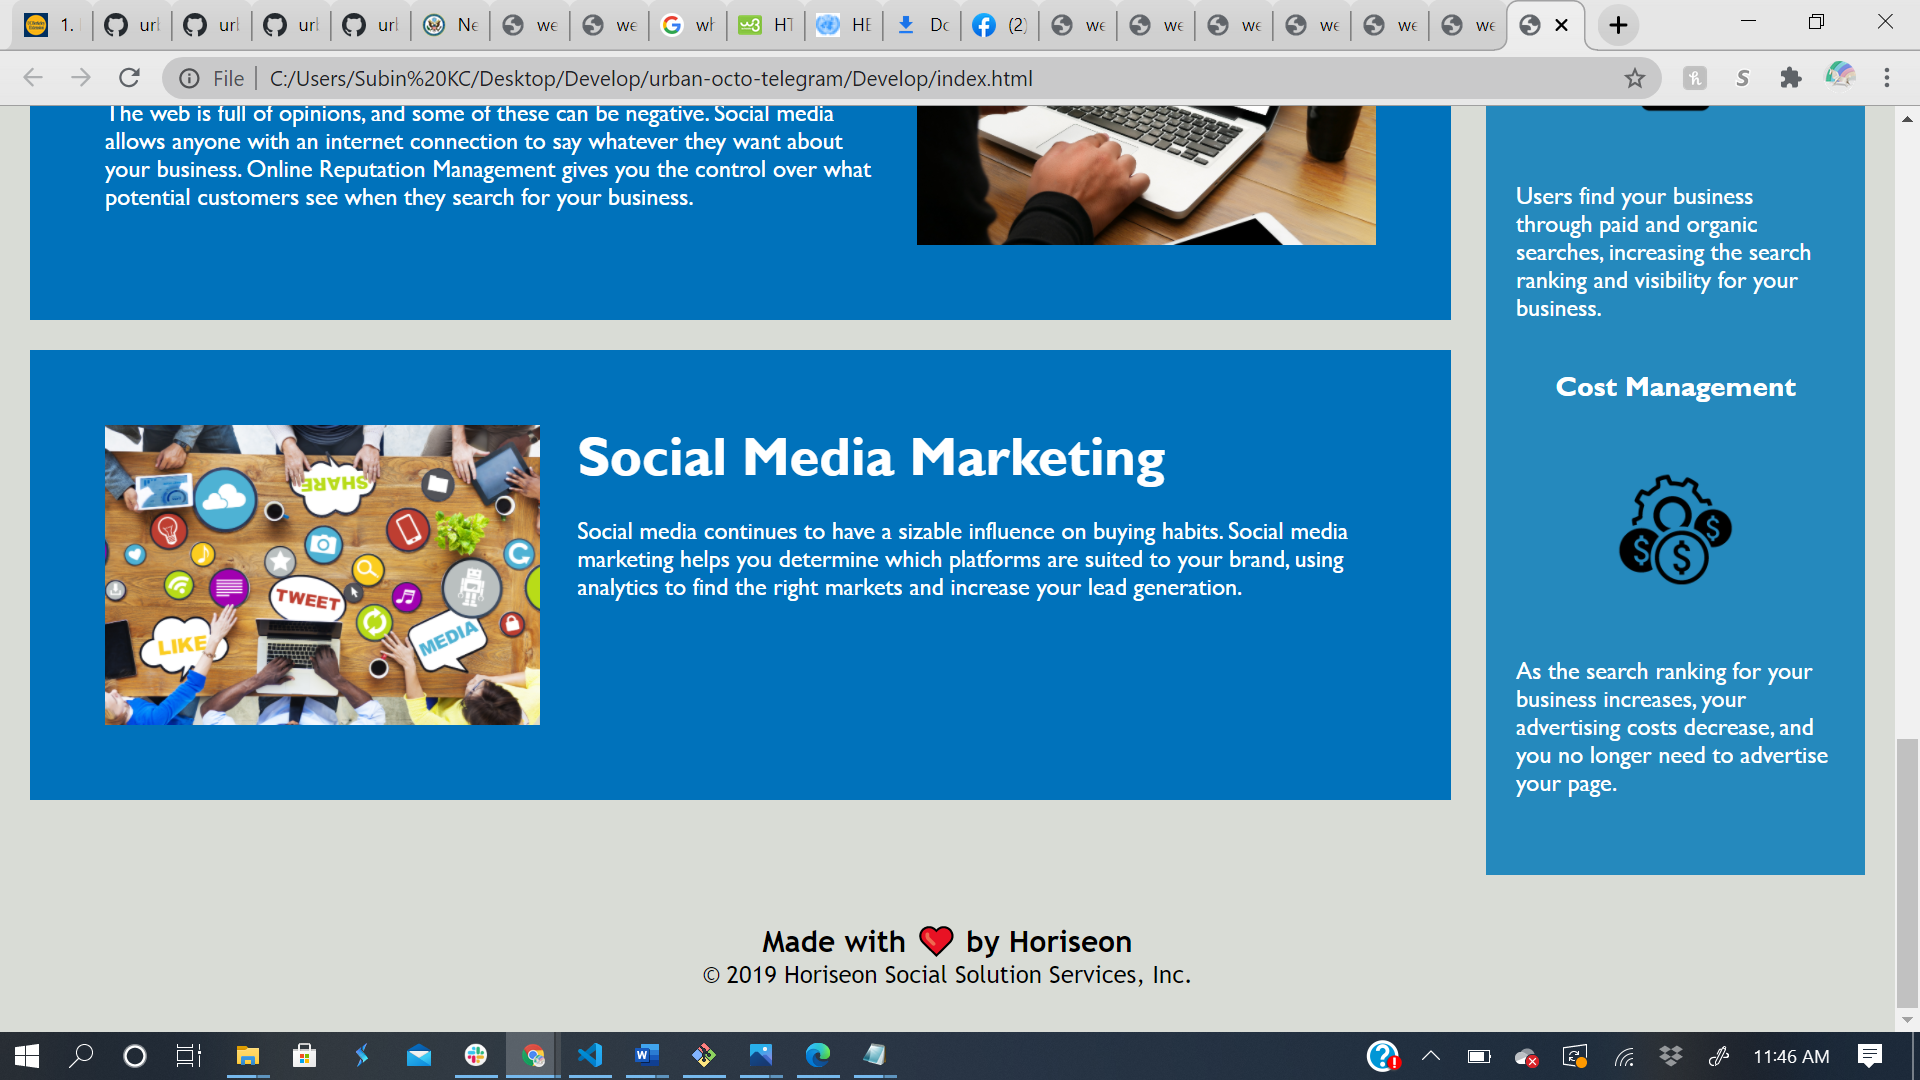 1.
url
url
url
url
Ne
we
we
wh
HT
HE
Do
(2)
we
we
we
we
we
we
File
C:/Users/Subin%20KC/Desktop/Develop/urban-octo-telegram/Develop/index.html
The web is full of opinions, and some of these can be negative. Social media
allows anyone with an internet connection to say whatever they want about
your business. Online Reputation Management gives you the control over what
potential customers see when they search for your business.
Social Media Marketing
Social media continues to have a sizable influence on buying habits. Social media
marketing helps you determine which platforms are suited to your brand, using
analytics to find the right markets and increase your lead generation.
SHARE
TWEET
LIKE
MEDIA
Users find your business
through paid and organic
searches, increasing the search
ranking and visibility for your
business.
Cost Management
As the search ranking for your
business increases, your
advertising costs decrease, and
you no longer need to advertise
your page.
Made with ❤️ by Horiseon
© 2019 Horiseon Social Solution Services, Inc.
11:46 AM